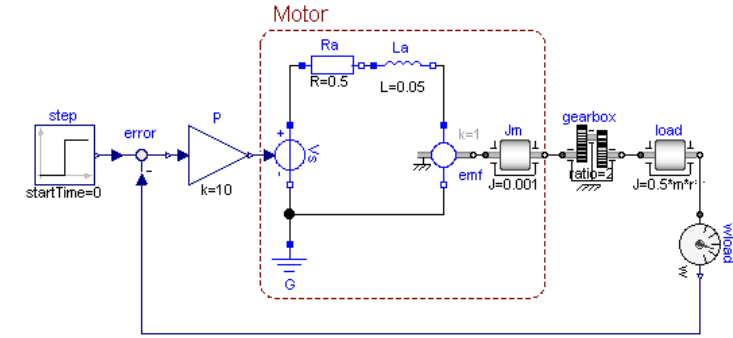 Motor
Ra
La
R=0.5
L=0.05
step
error
-
startTime=0
P
k=10
+
-
Vs
k=1
emf
Jm
J=0.001
gearbox
ratio=2
load
J=0.5*m*r
wload
w
G